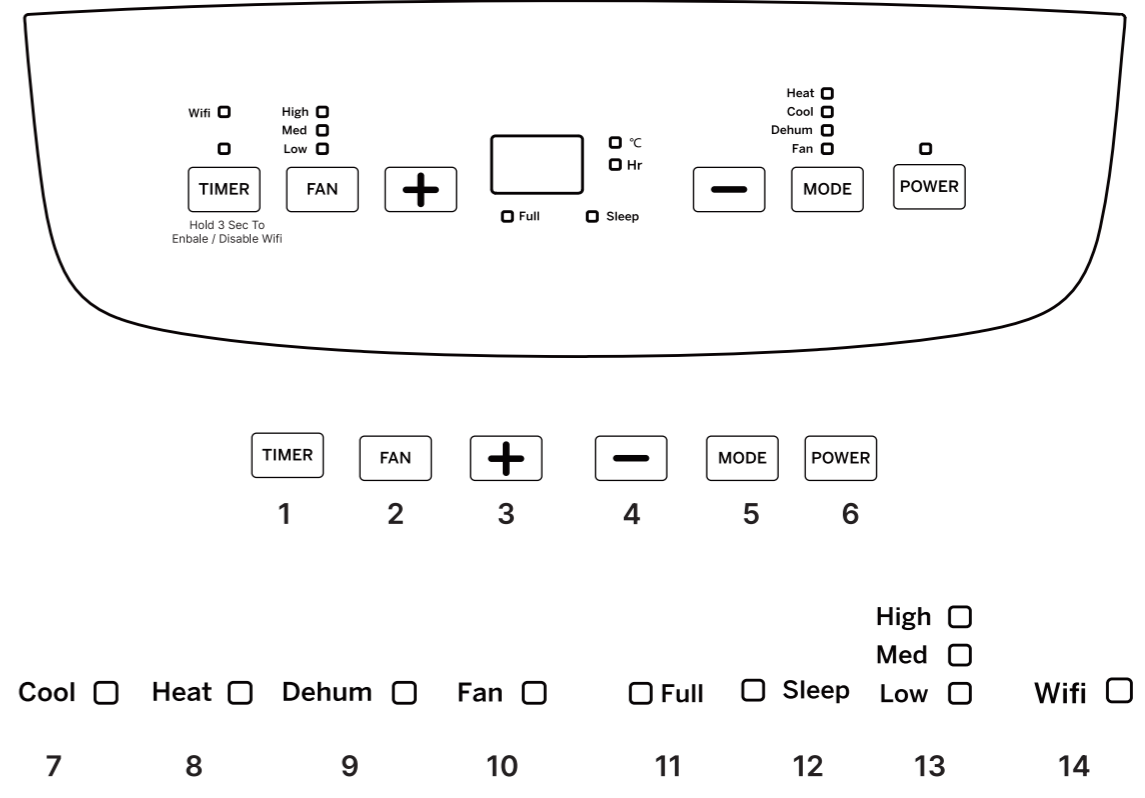 Heat
Wifi High Cool
Med Dehum
Low Fan
°C
Hr
TIMER FAN + − MODE POWER
Full Sleep
Hold 3 Sec To
Enbale / Disable Wifi
TIMER FAN + − MODE POWER
1 2 3 4 5 6
High
Med
Cool Heat Dehum Fan Full Sleep Low Wifi
7 8 9 10 11 12 13 14